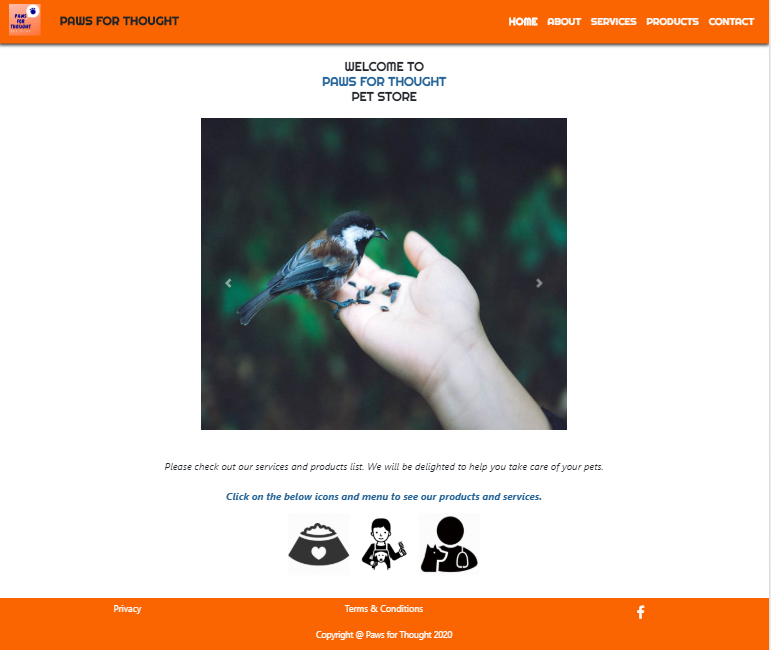 PAWS
FOR
THOUGHT
PAWS FOR THOUGHT
HOME ABOUT SERVICES PRODUCTS CONTACT
WELCOME TO
PAWS FOR THOUGHT
PET STORE
Please check out our services and products list. We will be delighted to help you take care of your pets.
Click on the below icons and menu to see our products and services.
Privacy Terms & Conditions
Copyright @ Paws for Thought 2020